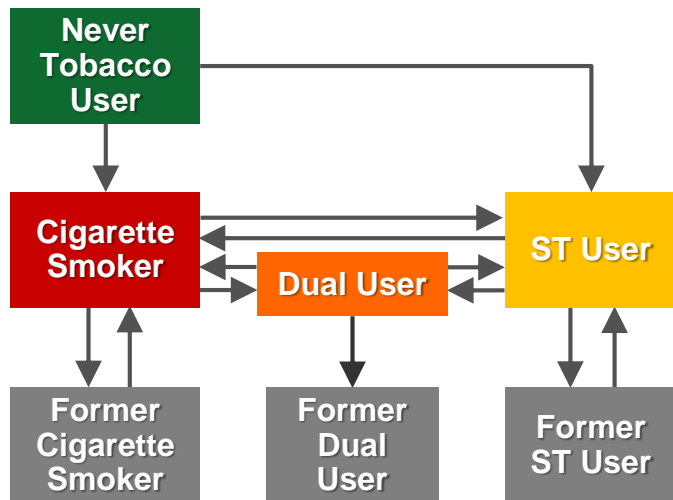 Never
Tobacco
User
Cigarette
Smoker
Dual User
ST User
Former
Cigarette
Smoker
Former
Dual
User
Former
ST User